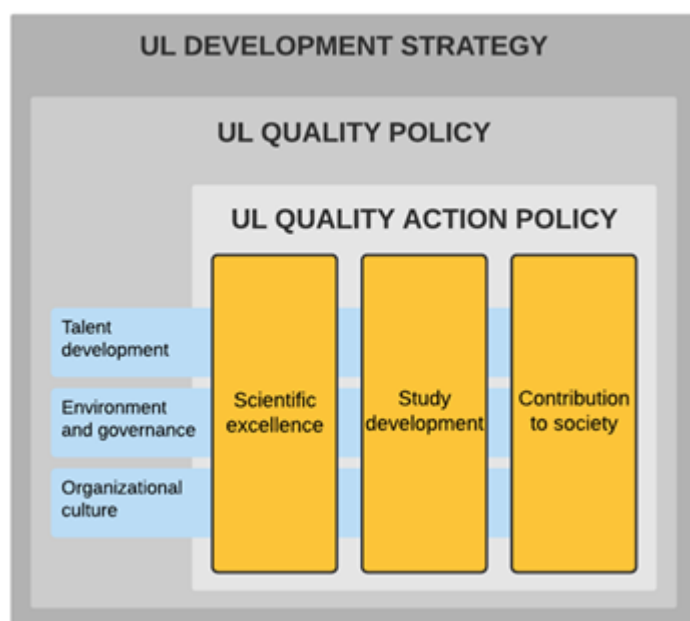 UL DEVELOPMENT STRATEGY
UL QUALITY POLICY
UL QUALITY ACTION POLICY
Talent
development
Environment
and governance
Organizational
culture
Scientific
excellence
Study
development
Contribution
to society